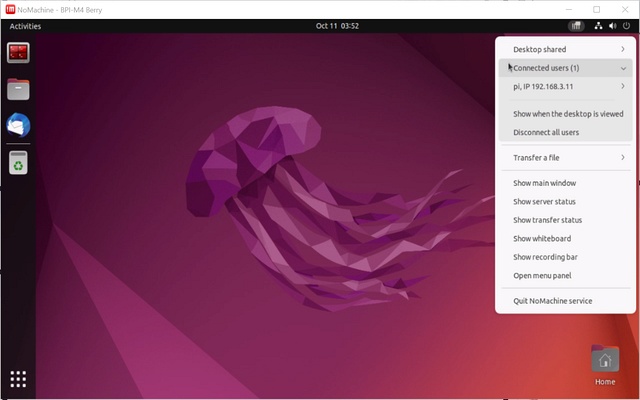 NoMachine - BPI-M4 Berry
Activities
Oct 11 03:52
Desktop shared
Connected users (1)
pi, IP 192.168.3.11
Show when the desktop is viewed
Disconnect all users
Transfer a file
Show main window
Show server status
Show transfer status
Show whiteboard
Show recording bar
Open menu panel
Quit NoMachine service
Home